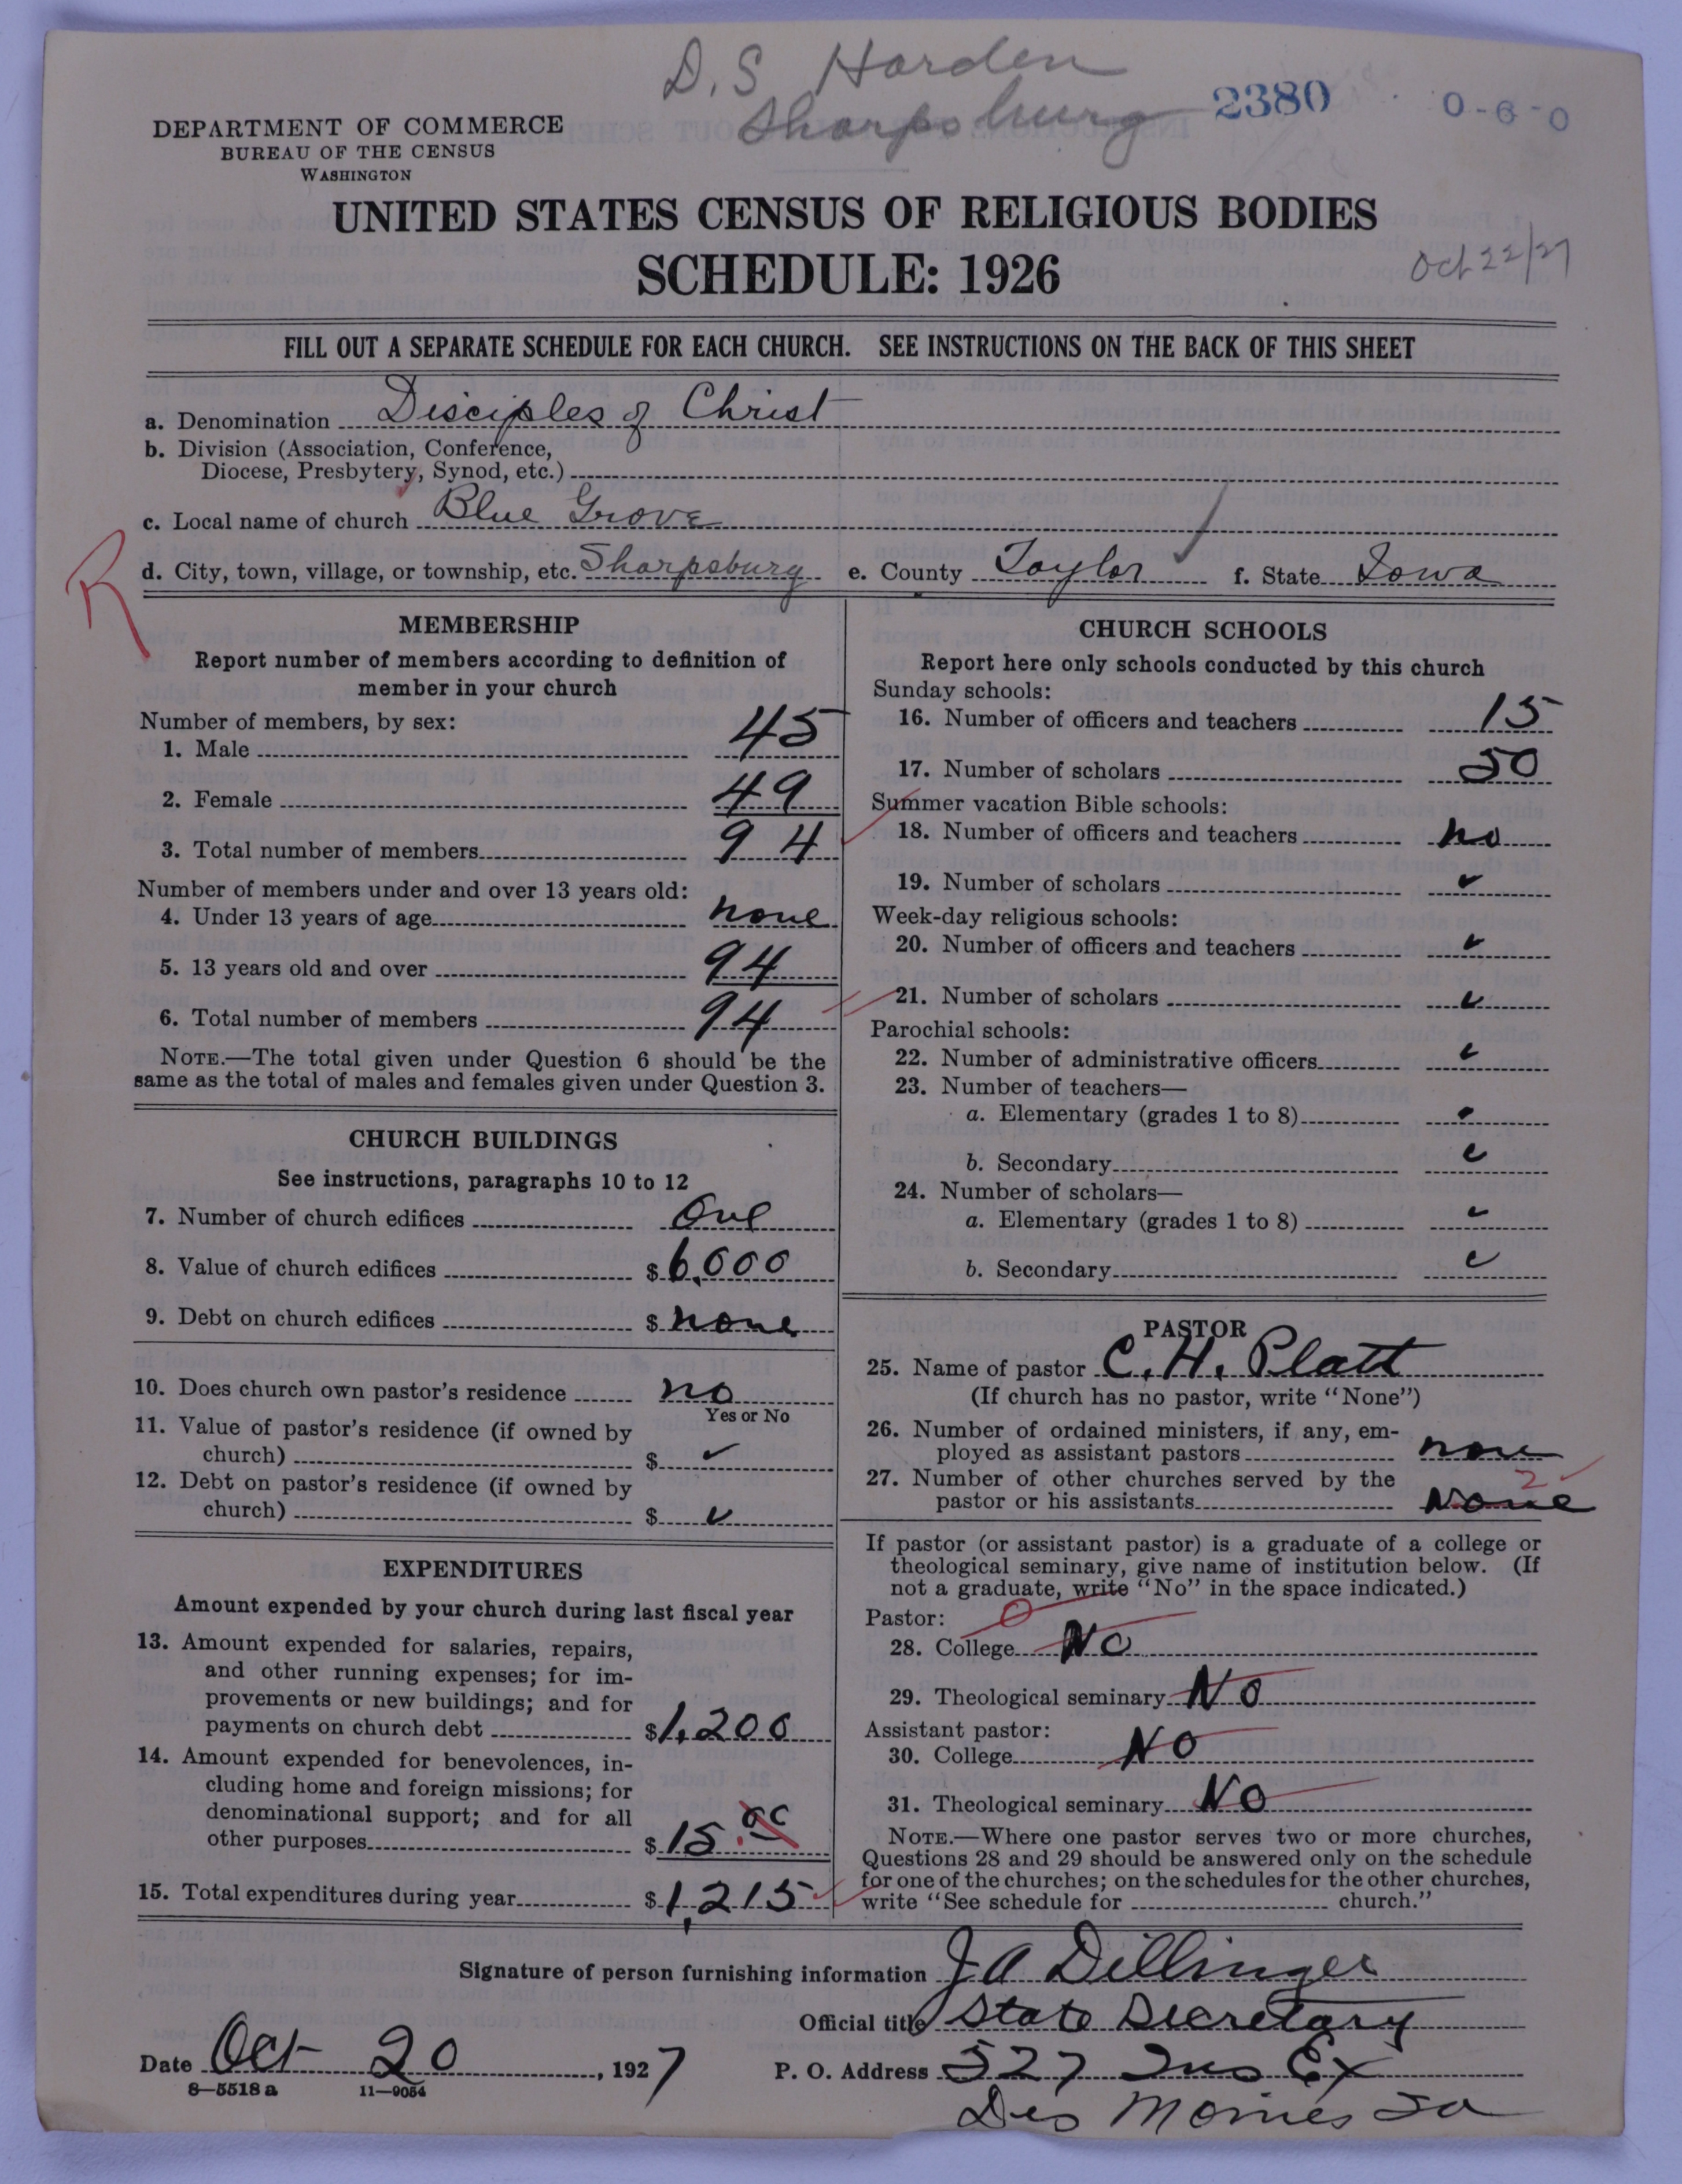 D. S Harden
Sharpsburg
2380
0-6-0
DEPARTMENT OF COMMERCE
BUREAU OF THE CENSUS
WASHINGTON
UNITED STATES CENSUS OF RELIGIOUS BODIES
SCHEDULE: 1926
Oct 22/27
FILL OUT A SEPARATE SCHEDULE FOR EACH CHURCH. SEE INSTRUCTIONS ON THE BACK OF THIS SHEET
a. Denomination Disciples of Christ
b. Division (Association, Conference,
Diocese, Presbytery, Synod, etc.)
c. Local name of church Blue Grove
R
d. City, town, village, or township, etc. Sharpsburg e. County Taylor f. State Iowa
MEMBERSHIP
Report number of members according to definition of
member in your church
Number of members, by sex:
1. Male 45
2. Female 49
3. Total number of members 94
Number of members under and over 13 years old:
4. Under 13 years of age none
5. 13 years old and over 94
6. Total number of members 94
NOTE.—The total given under Question 6 should be the
same as the total of males and females given under Question 3.
CHURCH BUILDINGS
See instructions, paragraphs 10 to 12
7. Number of church edifices One
8. Value of church edifices $ 6,000
9. Debt on church edifices $ none
10. Does church own pastor's residence no
Yes or No
11. Value of pastor's residence (if owned by
church) $ ✓
12. Debt on pastor's residence (if owned by
church) $ ✓
EXPENDITURES
Amount expended by your church during last fiscal year
13. Amount expended for salaries, repairs,
and other running expenses; for im-
provements or new buildings; and for
payments on church debt $ 1,200
14. Amount expended for benevolences, in-
cluding home and foreign missions; for
denominational support; and for all
other purposes $ 15.00
15. Total expenditures during year $ 1,215
CHURCH SCHOOLS
Report here only schools conducted by this church
Sunday schools:
16. Number of officers and teachers 15
17. Number of scholars 50
Summer vacation Bible schools:
18. Number of officers and teachers no
19. Number of scholars ✓
Week-day religious schools:
20. Number of officers and teachers ✓
21. Number of scholars ✓
Parochial schools:
22. Number of administrative officers ✓
23. Number of teachers—
a. Elementary (grades 1 to 8) ✓
b. Secondary ✓
24. Number of scholars—
a. Elementary (grades 1 to 8) ✓
b. Secondary ✓
PASTOR
25. Name of pastor C. H. Platt
(If church has no pastor, write "None")
26. Number of ordained ministers, if any, em-
ployed as assistant pastors none
27. Number of other churches served by the 2 ✓
pastor or his assistants None
If pastor (or assistant pastor) is a graduate of a college or
theological seminary, give name of institution below. (If
not a graduate, write "No" in the space indicated.)
Pastor: 0
28. College No
29. Theological seminary No
Assistant pastor:
30. College No
31. Theological seminary No
NOTE.—Where one pastor serves two or more churches,
Questions 28 and 29 should be answered only on the schedule
for one of the churches; on the schedules for the other churches,
write "See schedule for church."
Signature of person furnishing information J A Dillinger
Official title State Secretary
Date Oct 20, 1927 P. O. Address 527 Ins Ex
8—5518 a 11—9054
Des Moines Ia